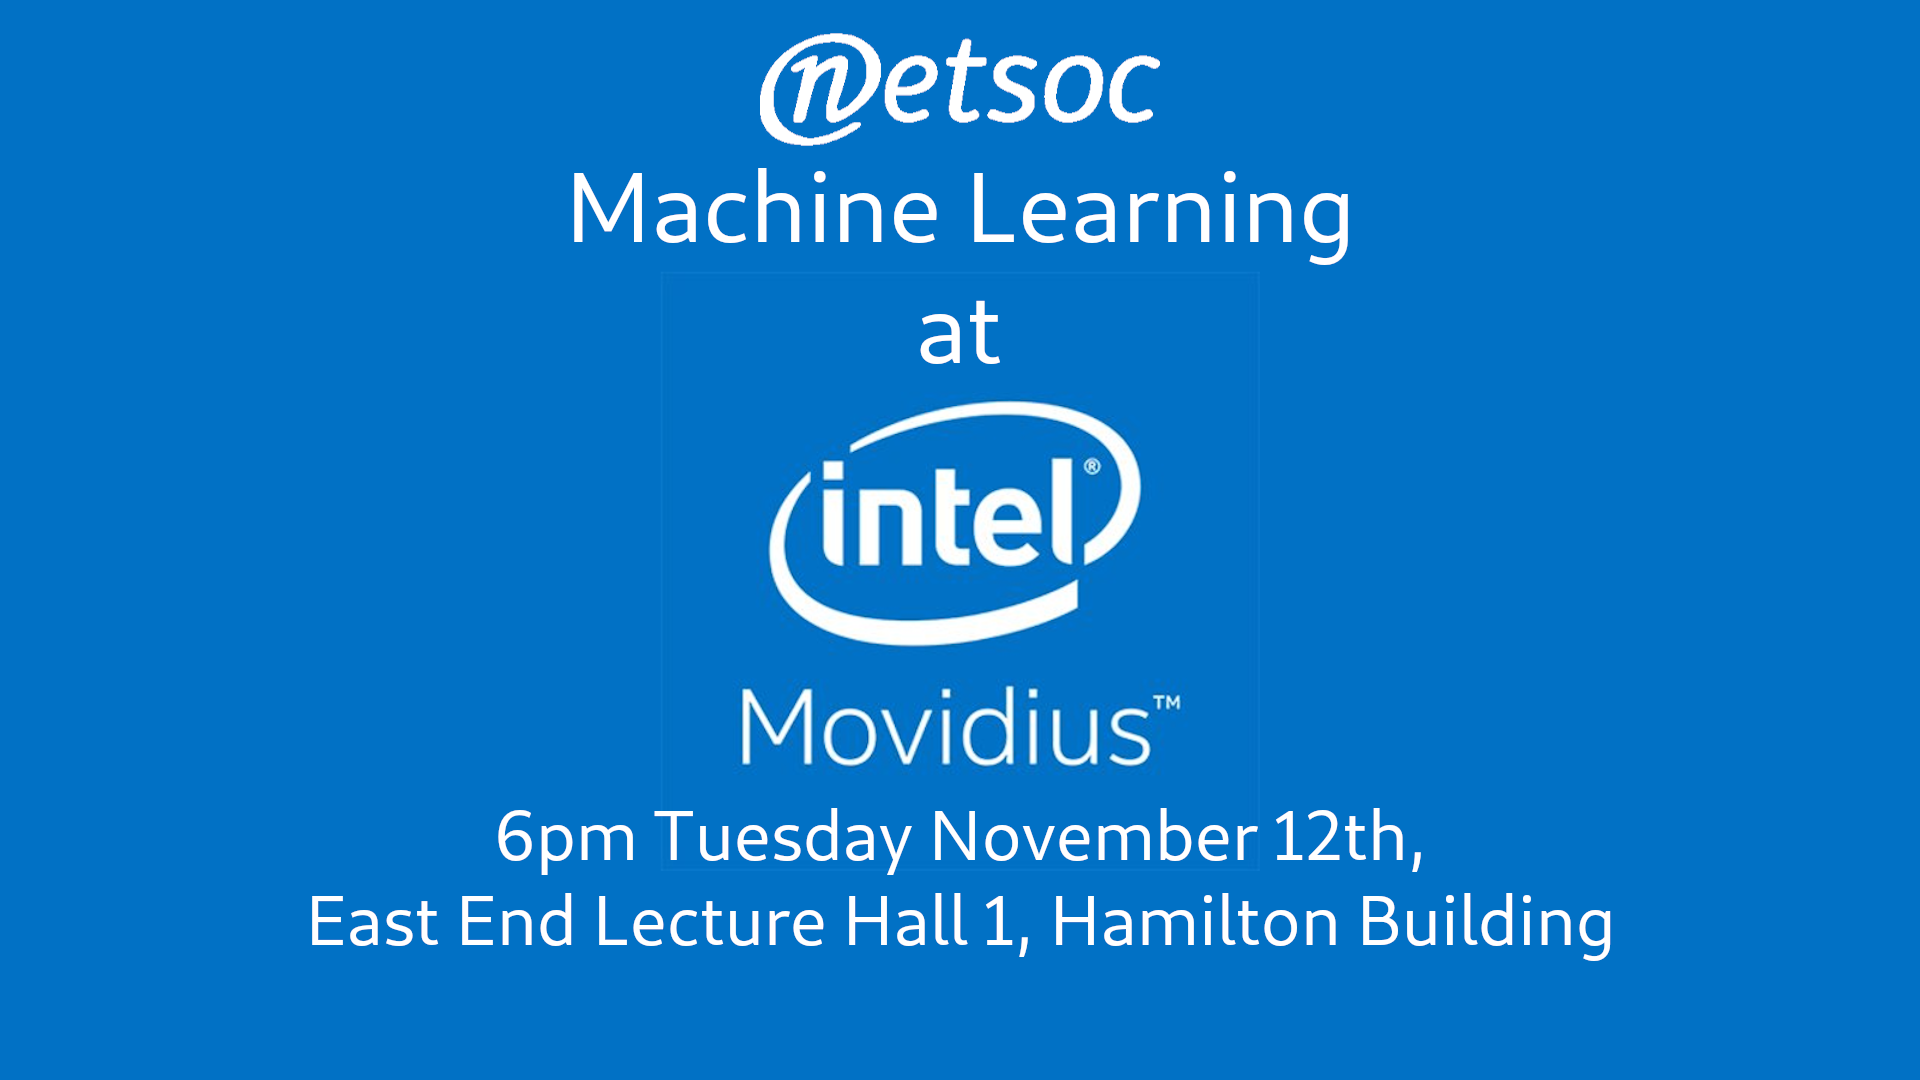 netsoc
Machine Learning
at
intel®
Movidius™
6pm Tuesday November 12th,
East End Lecture Hall 1, Hamilton Building